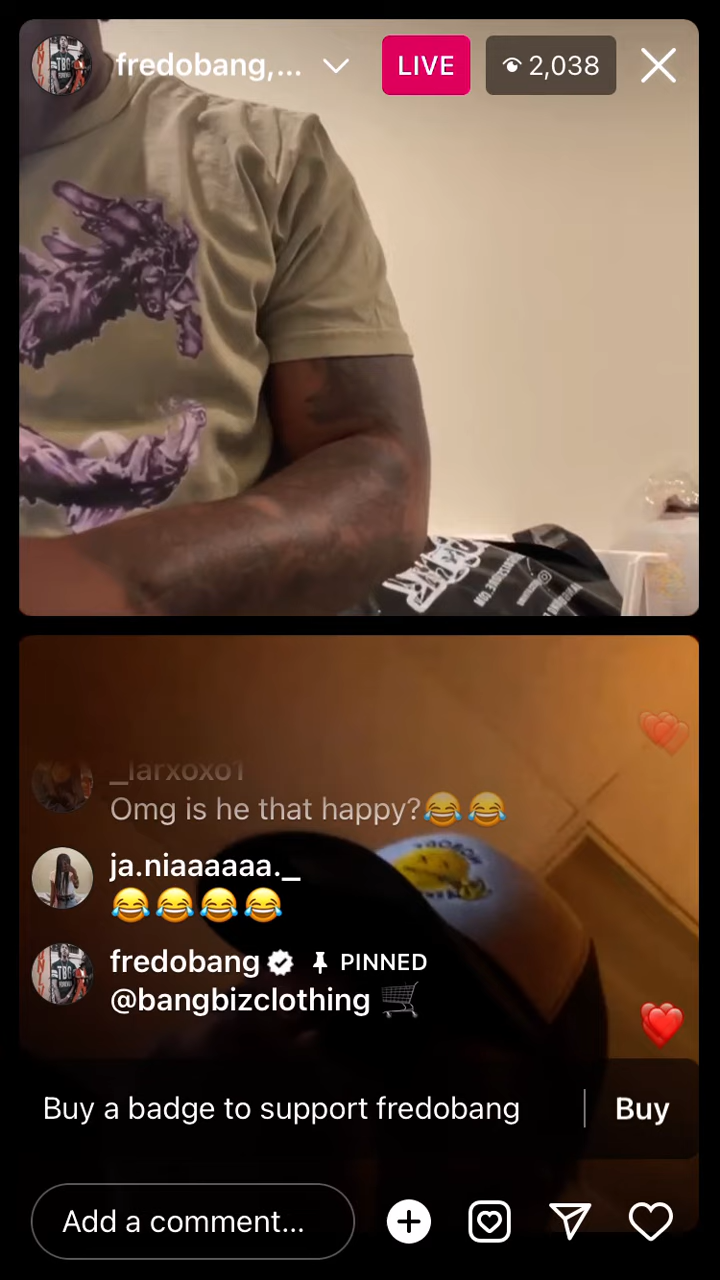 fredobang,...
LIVE
2,038
_larxoxo1
Omg is he that happy?😂😂
ja.niaaaaaa._
😂😂😂😂
fredobang PINNED
@bangbizclothing 🛒
Buy a badge to support fredobang
Buy
Add a comment...